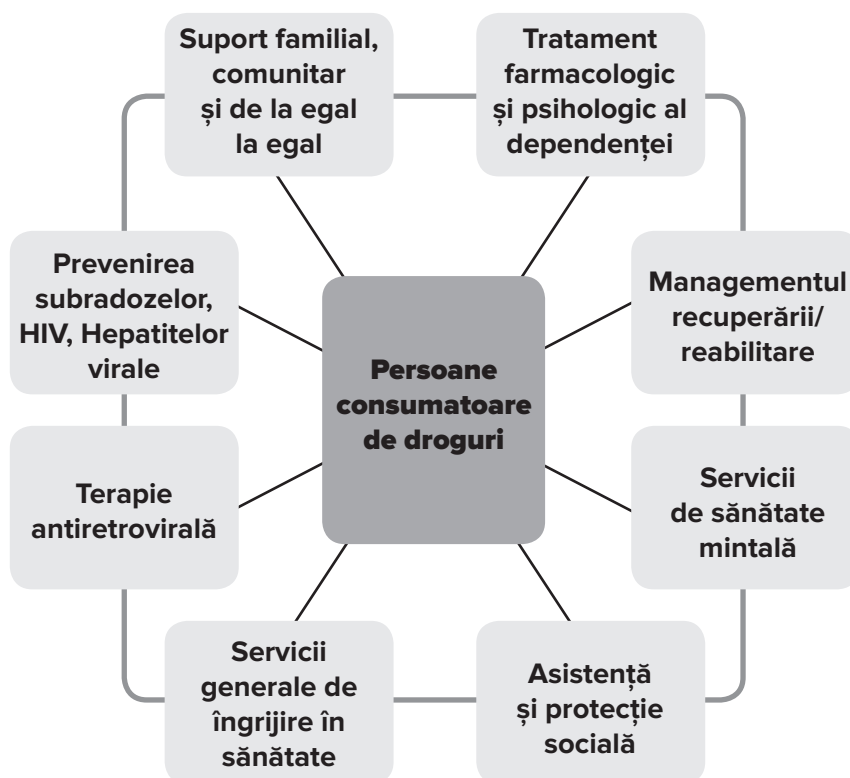 Suport familial,
comunitar
și de la egal
la egal
Tratament
farmacologic
și psihologic al
dependenței
Prevenirea
subradozelor,
HIV, Hepatitelor
virale
Managementul
recuperării/
reabilitare
Persoane
consumatoare
de droguri
Terapie
antiretrovirală
Servicii
de sănătate
mintală
Servicii
generale de
îngrijire în
sănătate
Asistență
și protecție
socială